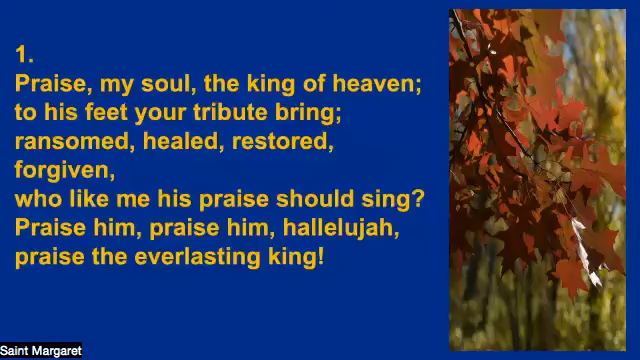 1.
Praise, my soul, the king of heaven;
to his feet your tribute bring;
ransomed, healed, restored,
forgiven,
who like me his praise should sing?
Praise him, praise him, hallelujah,
praise the everlasting king!
Saint Margaret